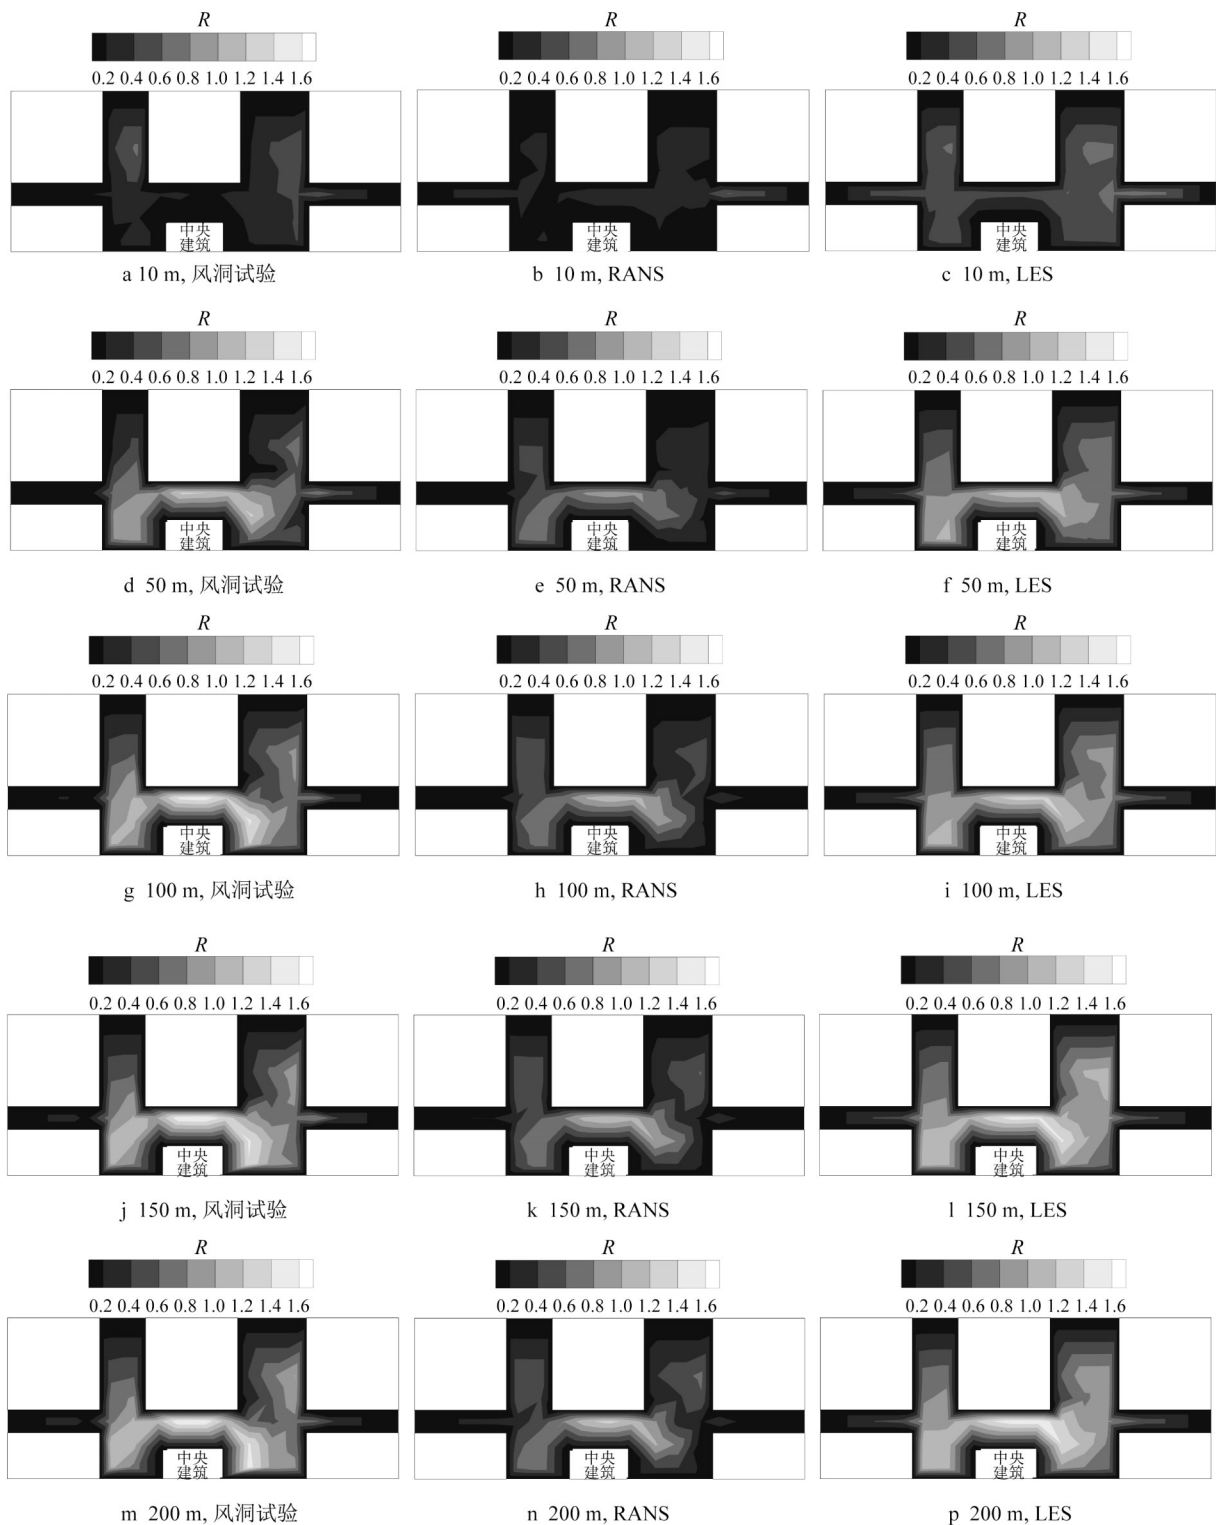 R R R
0.2 0.4 0.6 0.8 1.0 1.2 1.4 1.6 0.2 0.4 0.6 0.8 1.0 1.2 1.4 1.6 0.2 0.4 0.6 0.8 1.0 1.2 1.4 1.6
中央 中央 中央
建筑 建筑 建筑
a 10 m, 风洞试验 b 10 m, RANS c 10 m, LES
R R R
0.2 0.4 0.6 0.8 1.0 1.2 1.4 1.6 0.2 0.4 0.6 0.8 1.0 1.2 1.4 1.6 0.2 0.4 0.6 0.8 1.0 1.2 1.4 1.6
中央 中央 中央
建筑 建筑 建筑
d 50 m, 风洞试验 e 50 m, RANS f 50 m, LES
R R R
0.2 0.4 0.6 0.8 1.0 1.2 1.4 1.6 0.2 0.4 0.6 0.8 1.0 1.2 1.4 1.6 0.2 0.4 0.6 0.8 1.0 1.2 1.4 1.6
中央 中央 中央
建筑 建筑 建筑
g 100 m, 风洞试验 h 100 m, RANS i 100 m, LES
R R R
0.2 0.4 0.6 0.8 1.0 1.2 1.4 1.6 0.2 0.4 0.6 0.8 1.0 1.2 1.4 1.6 0.2 0.4 0.6 0.8 1.0 1.2 1.4 1.6
中央 中央 中央
建筑 建筑 建筑
j 150 m, 风洞试验 k 150 m, RANS l 150 m, LES
R R R
0.2 0.4 0.6 0.8 1.0 1.2 1.4 1.6 0.2 0.4 0.6 0.8 1.0 1.2 1.4 1.6 0.2 0.4 0.6 0.8 1.0 1.2 1.4 1.6
中央 中央 中央
建筑 建筑 建筑
m 200 m, 风洞试验 n 200 m, RANS p 200 m, LES